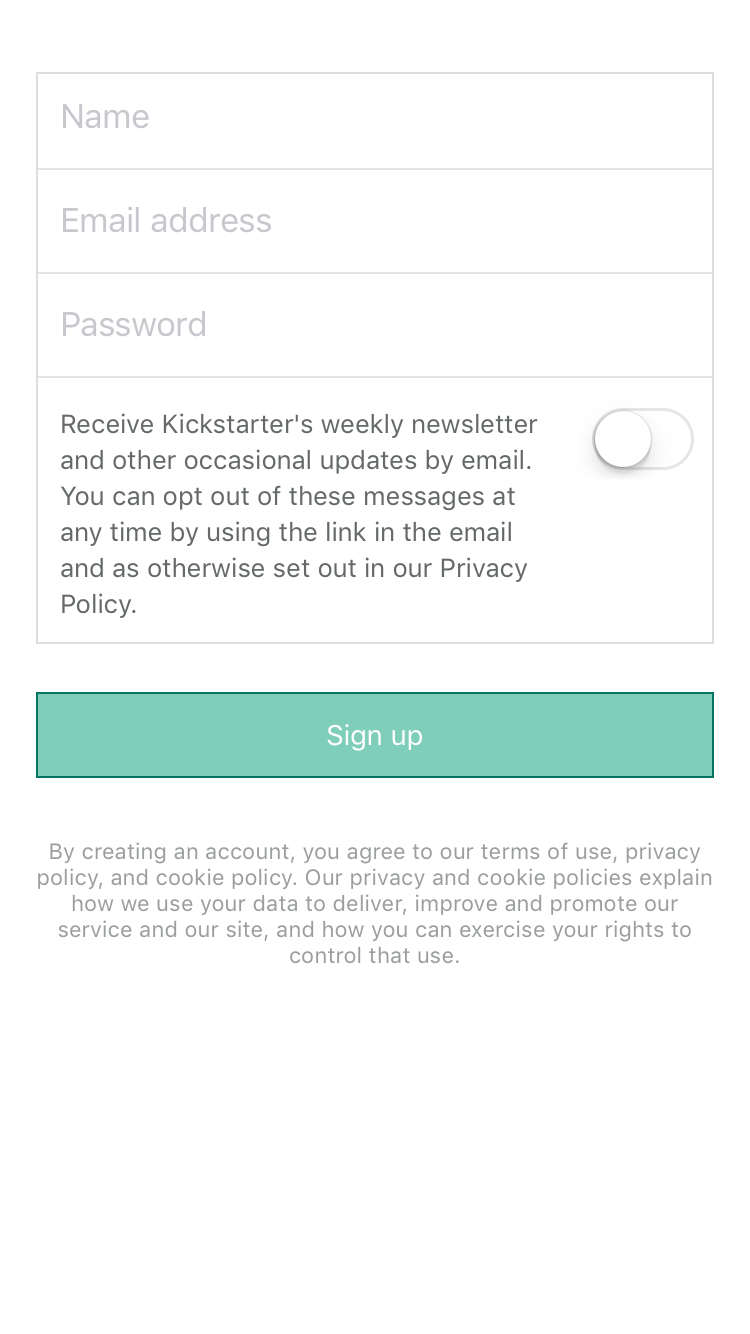 Name
Email address
Password
Receive Kickstarter's weekly newsletter
and other occasional updates by email.
You can opt out of these messages at
any time by using the link in the email
and as otherwise set out in our Privacy
Policy.
Sign up
By creating an account, you agree to our terms of use, privacy
policy, and cookie policy. Our privacy and cookie policies explain
how we use your data to deliver, improve and promote our
service and our site, and how you can exercise your rights to
control that use.